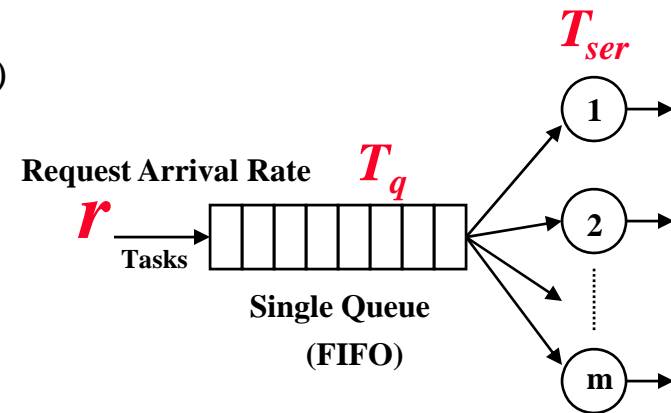 )
T_ser
1
Request Arrival Rate
T_q
r
Tasks
2
Single Queue
(FIFO)
m